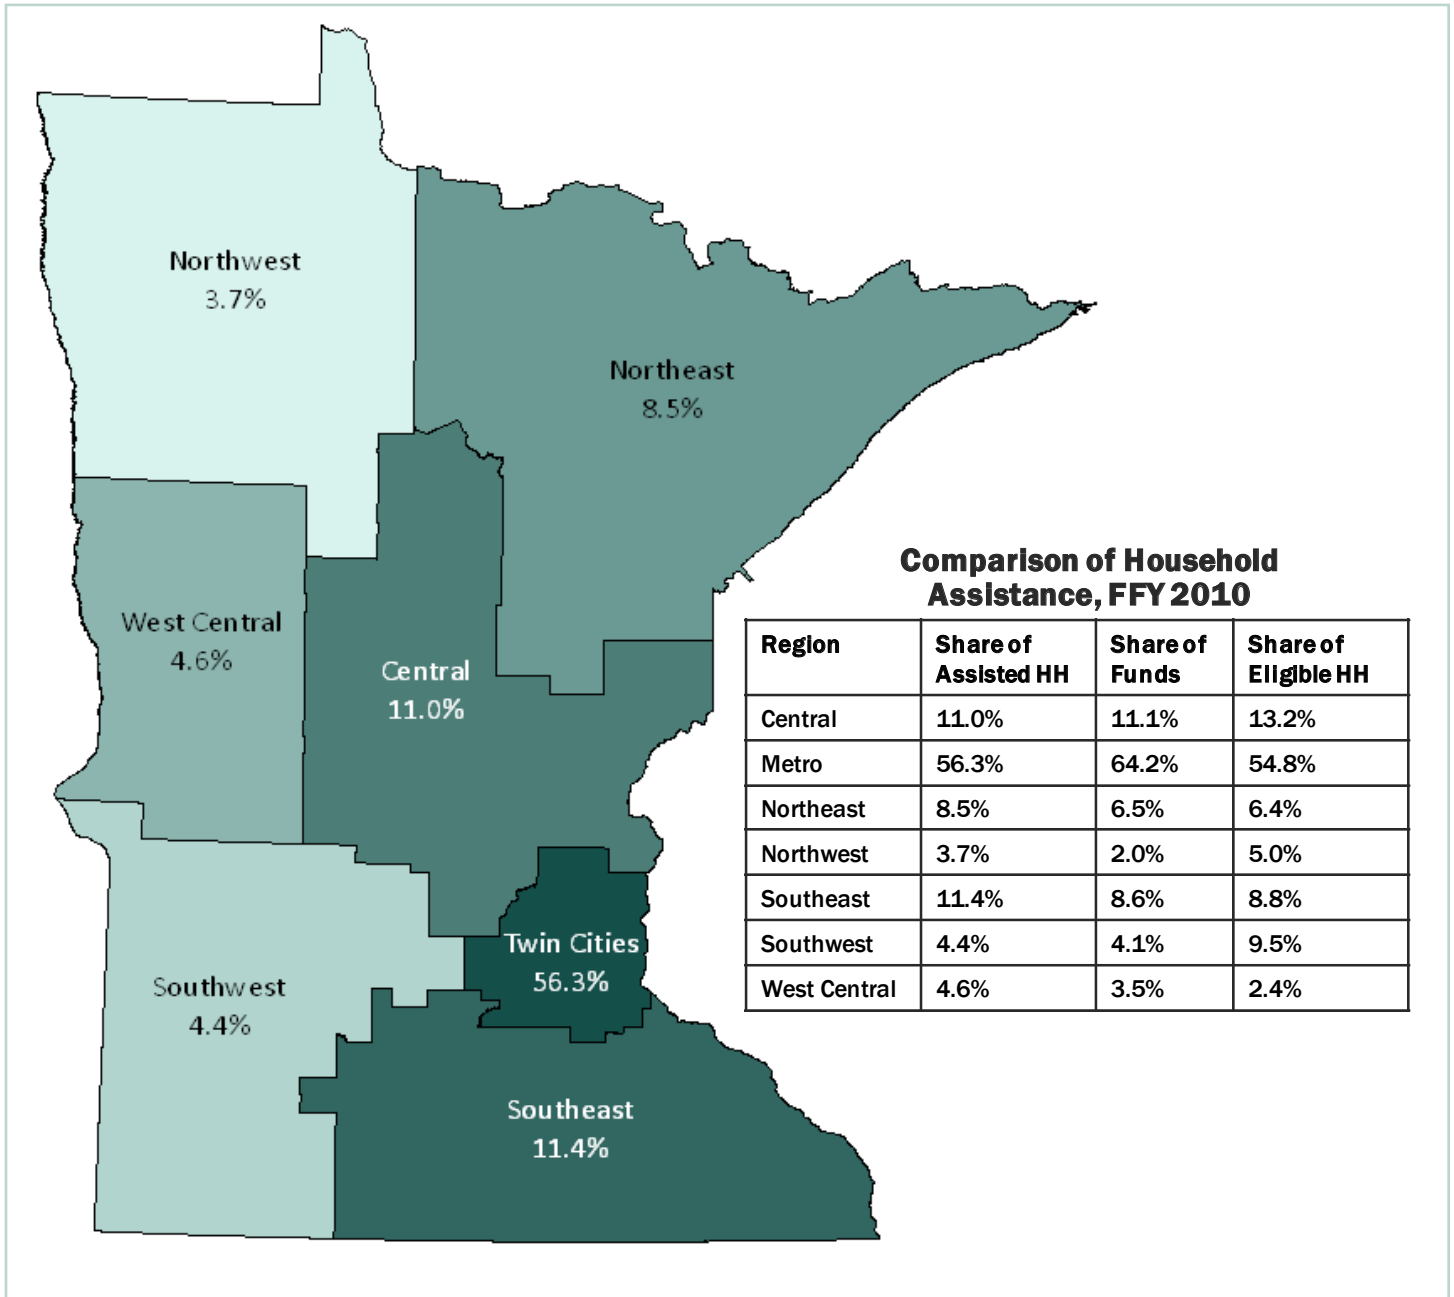 Northwest
3.7%
Northeast
8.5%
West Central
4.6%
Central
11.0%
Twin Cities
56.3%
Southwest
4.4%
Southeast
11.4%
Comparison of Household
Assistance, FFY 2010
Region Share of Share of Share of
Assisted HH Funds Eligible HH
Central 11.0% 11.1% 13.2%
Metro 56.3% 64.2% 54.8%
Northeast 8.5% 6.5% 6.4%
Northwest 3.7% 2.0% 5.0%
Southeast 11.4% 8.6% 8.8%
Southwest 4.4% 4.1% 9.5%
West Central 4.6% 3.5% 2.4%